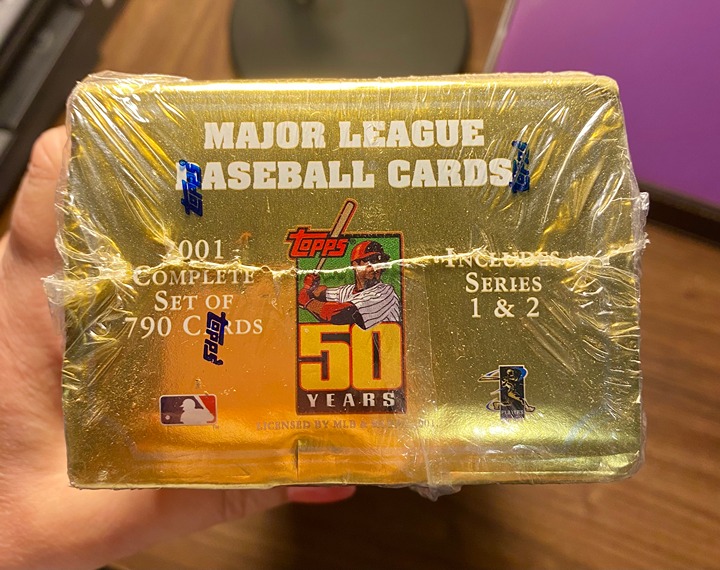 MAJOR LEAGUE
BASEBALL CARDS
topps
topps
2001
COMPLETE
SET OF
790 CARDS
topps
topps
50
YEARS
INCLUDES
SERIES
1 & 2
PLAYERS
LICENSED BY MLB &